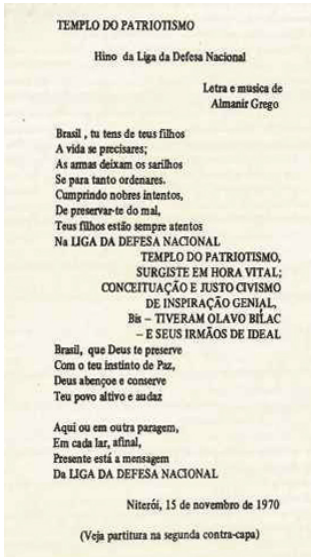 TEMPLO DO PATRIOTISMO
Hino da Liga da Defesa Nacional
Letra e musica de
Almanir Grego
Brasil , tu tens de teus filhos
A vida se precisares;
As armas deixam os sarilhos
Se para tanto ordenares.
Cumprindo nobres intentos,
De preservar-te do mal,
Teus filhos estão sempre atentos
Na LIGA DA DEFESA NACIONAL
TEMPLO DO PATRIOTISMO,
SURGISTE EM HORA VITAL;
CONCEITUAÇÃO E JUSTO CIVISMO
DE INSPIRAÇÃO GENIAL,
Bis – TIVERAM OLAVO BILAC
– E SEUS IRMÃOS DE IDEAL
Brasil, que Deus te preserve
Com o teu instinto de Paz,
Deus abençoe e conserve
Teu povo altivo e audaz
Aqui ou em outra paragem,
Em cada lar, afinal,
Presente está a mensagem
Da LIGA DA DEFESA NACIONAL
Niterói, 15 de novembro de 1970
(Veja partitura na segunda contra-capa)